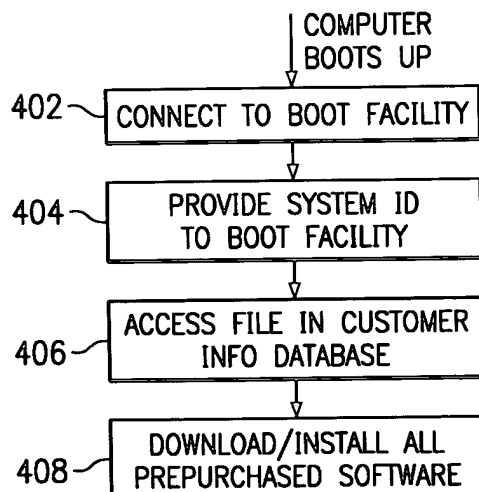 COMPUTER
BOOTS UP
402
CONNECT TO BOOT FACILITY
404
PROVIDE SYSTEM ID
TO BOOT FACILITY
406
ACCESS FILE IN CUSTOMER
INFO DATABASE
408
DOWNLOAD/INSTALL ALL
PREPURCHASED SOFTWARE